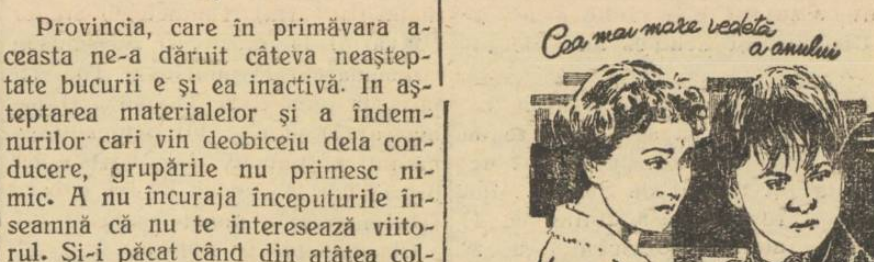 Provincia, care în primăvara a-
ceasta ne-a dăruit câteva neaștep-
tate bucurii e și ea inactivă. In aș-
teptarea materialelor și a îndem-
nurilor cari vin deobiceiu dela con-
ducere, grupările nu primesc ni-
mic. A nu încuraja începuturile în-
seamnă că nu te interesează viito-
rul. Și-i păcat când din atâtea col-
Cea mai mare vedetă
a anului